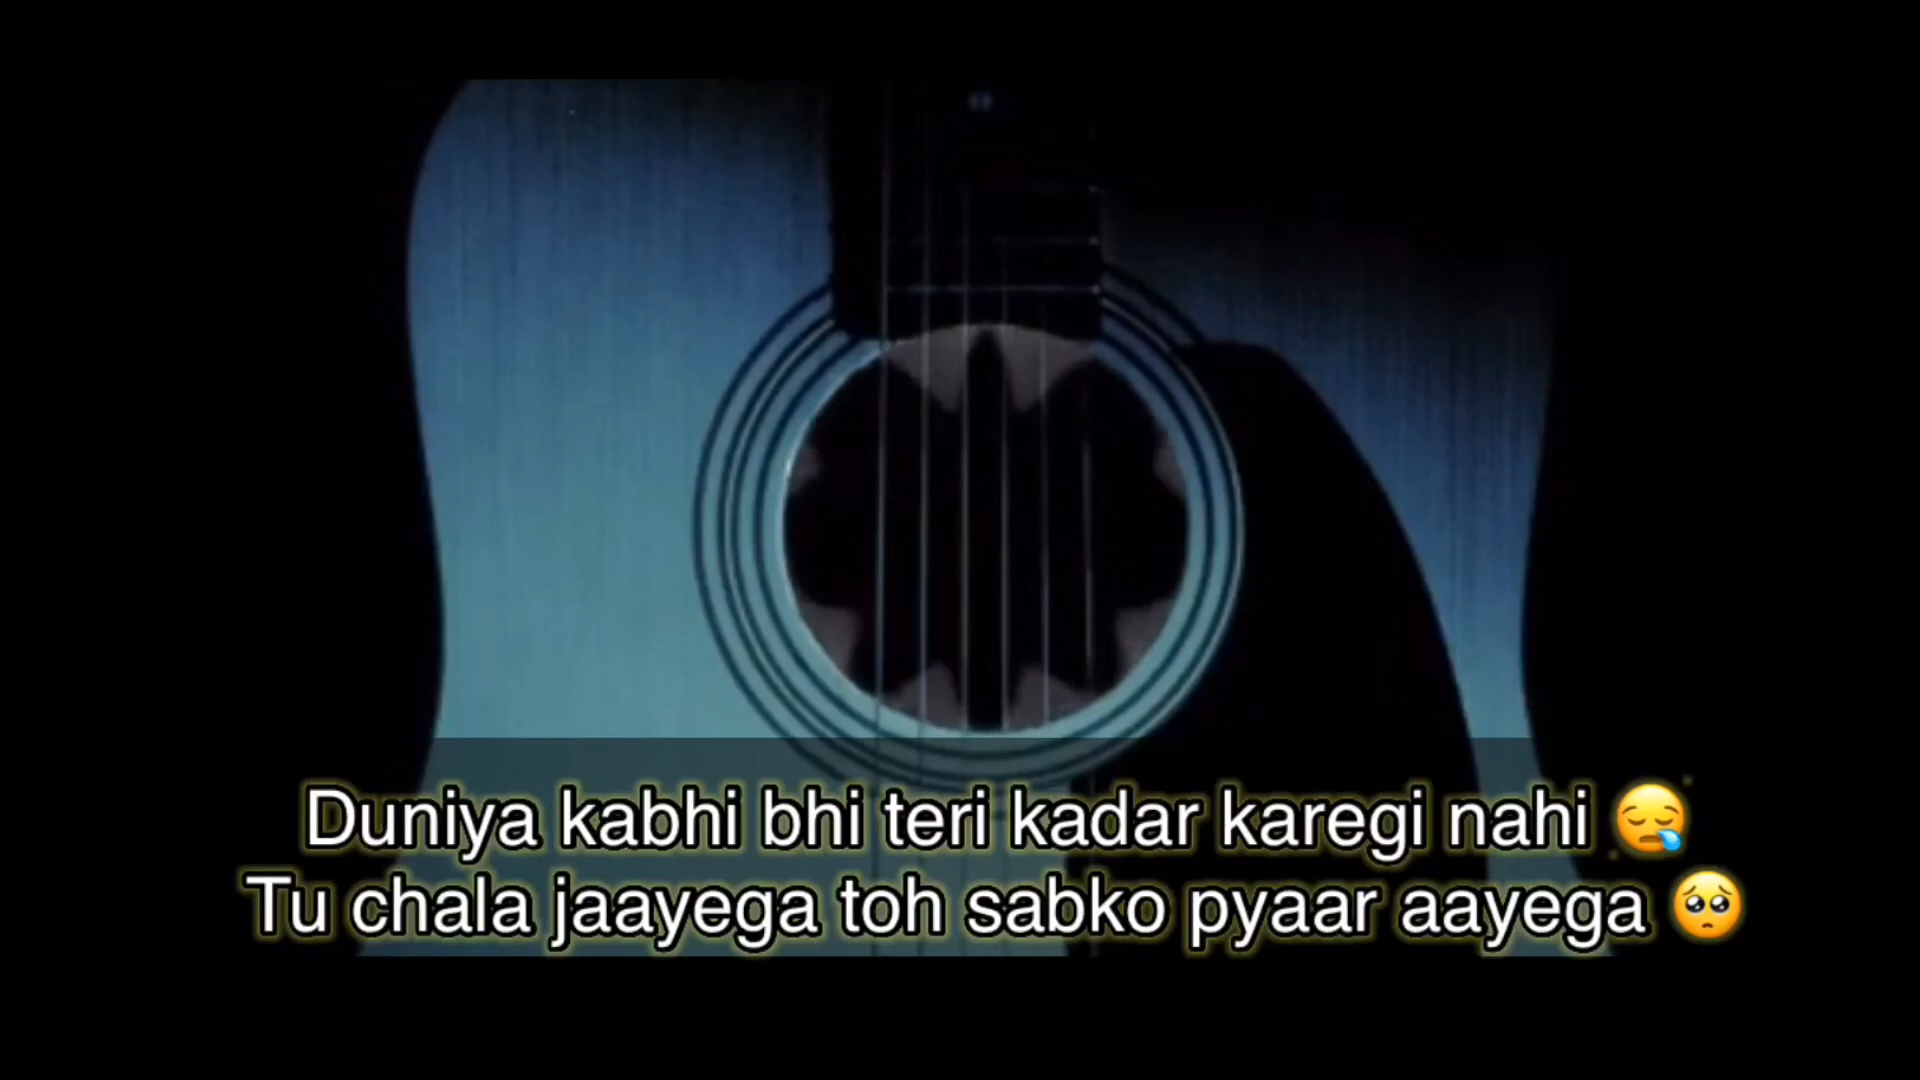 Duniya kabhi bhi teri kadar karegi nahi 😪
Tu chala jaayega toh sabko pyaar aayega 🥺